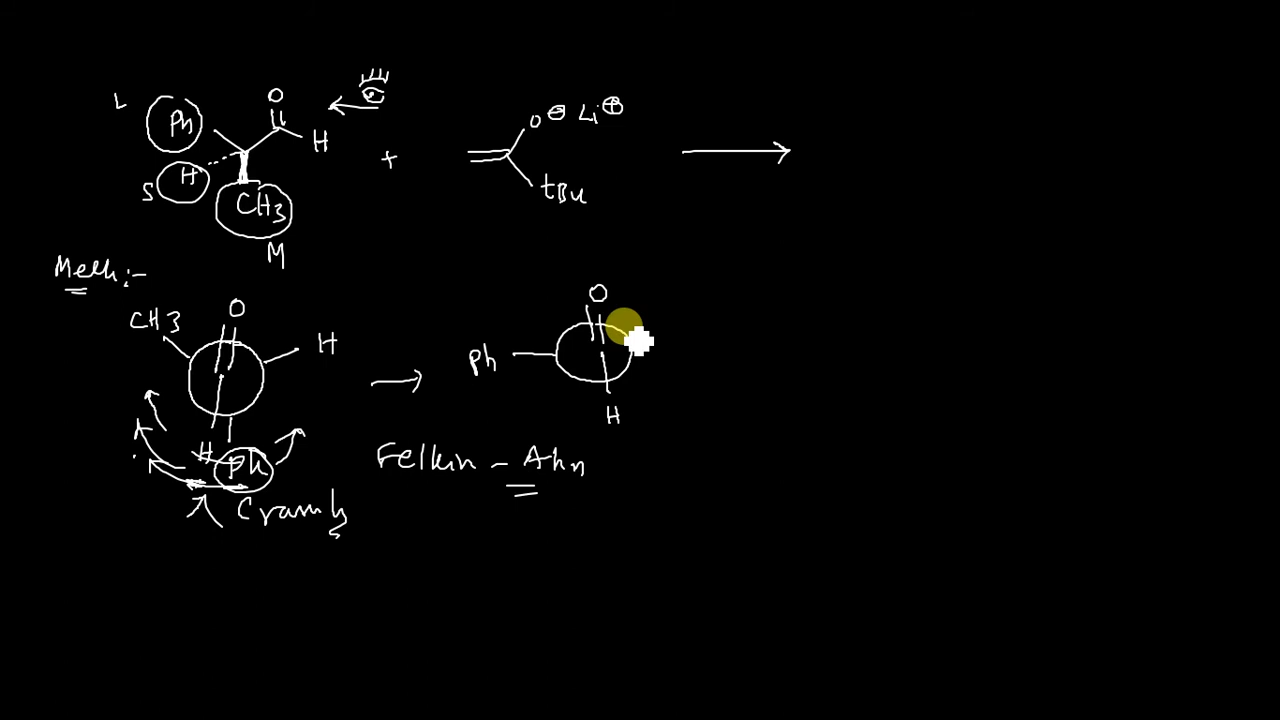 L Ph O H
S H CH3
M
+ O ⊖ Li ⊕
tBu
Mech :-
CH3 O H
H Ph
Cram's
O
Ph
H
Felkin - Ahn